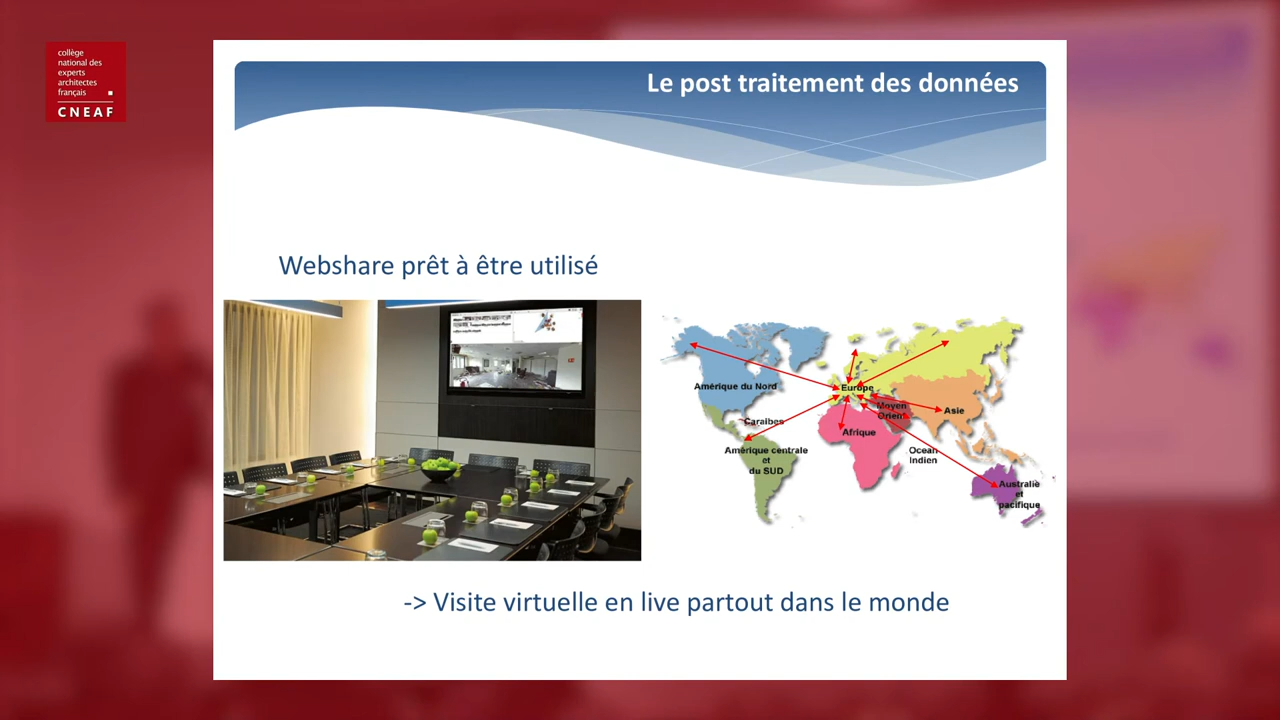 collège
national des
experts
architectes
français
CNEAF
Le post traitement des données
Webshare prêt à être utilisé
Amérique du Nord
Europe
Caraibes
Moyen
Orient
Asie
Afrique
Amérique centrale
et
du SUD
Ocean
Indien
Australie
et
pacifique
-> Visite virtuelle en live partout dans le monde